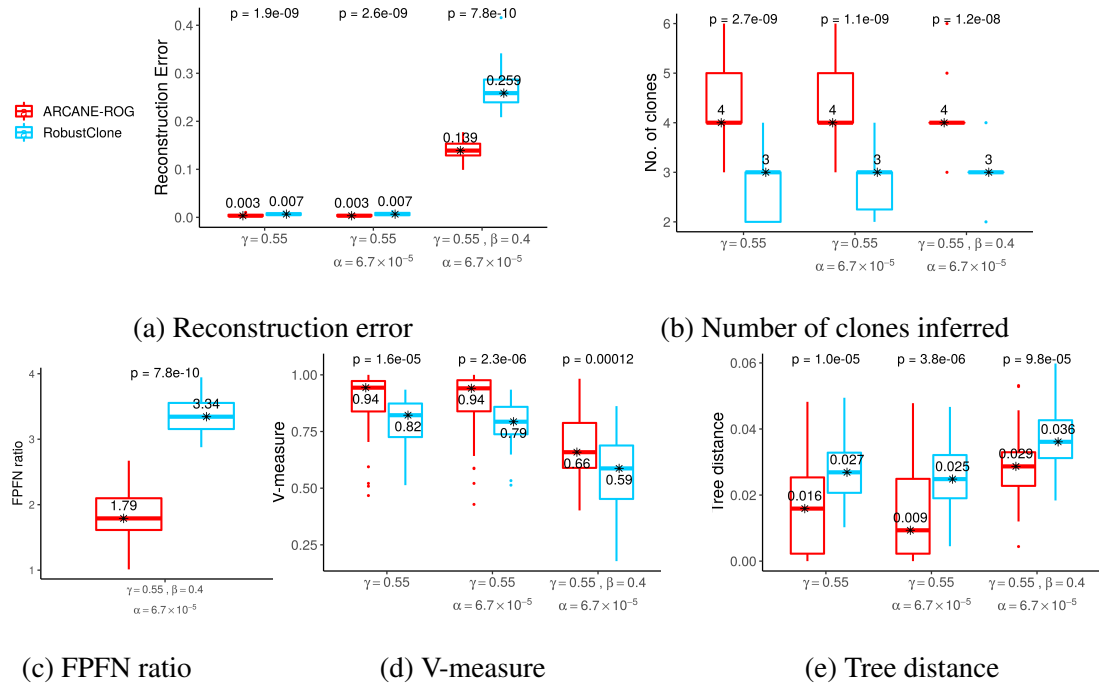 ARCANE-ROG
RobustClone
Reconstruction Error
0.4
0.3
0.2
0.1
0.0
p = 1.9e-09 p = 2.6e-09 p = 7.8e-10
0.003 0.007 0.003 0.007 0.139 0.259
γ = 0.55 γ = 0.55 γ = 0.55 , β = 0.4
α = 6.7 × 10⁻⁵ α = 6.7 × 10⁻⁵
(a) Reconstruction error
No. of clones
6
5
4
3
2
p = 2.7e-09 p = 1.1e-09 p = 1.2e-08
4 3 4 3 4 3
γ = 0.55 γ = 0.55 γ = 0.55 , β = 0.4
α = 6.7 × 10⁻⁵ α = 6.7 × 10⁻⁵
(b) Number of clones inferred
FPFN ratio
4
3
2
1
p = 7.8e-10
1.79 3.34
γ = 0.55 , β = 0.4
α = 6.7 × 10⁻⁵
(c) FPFN ratio
V-measure
1.00
0.75
0.50
0.25
p = 1.6e-05 p = 2.3e-06 p = 0.00012
0.94 0.82 0.94 0.79 0.66 0.59
γ = 0.55 γ = 0.55 γ = 0.55 , β = 0.4
α = 6.7 × 10⁻⁵ α = 6.7 × 10⁻⁵
(d) V-measure
Tree distance
0.06
0.04
0.02
0.00
p = 1.0e-05 p = 3.8e-06 p = 9.8e-05
0.016 0.027 0.009 0.025 0.029 0.036
γ = 0.55 γ = 0.55 γ = 0.55 , β = 0.4
α = 6.7 × 10⁻⁵ α = 6.7 × 10⁻⁵
(e) Tree distance